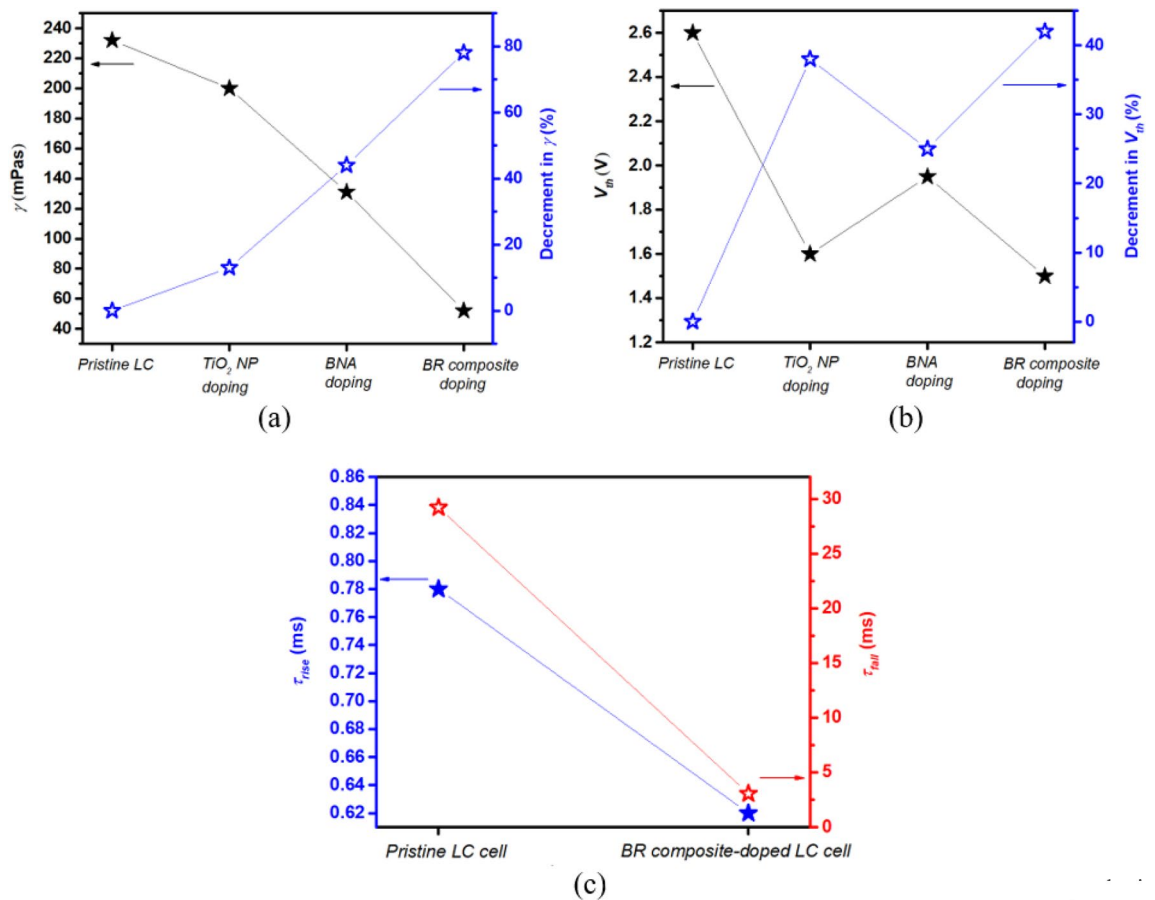 240
220
200
180
160
140
120
100
80
60
40
γ (mPas)
80
60
40
20
0
Decrement in γ (%)
Pristine LC
TiO₂ NP doping
BNA doping
BR composite doping
(a)
2.6
2.4
2.2
2.0
1.8
1.6
1.4
1.2
V_th (V)
40
30
20
10
0
Decrement in V_th (%)
Pristine LC
TiO₂ NP doping
BNA doping
BR composite doping
(b)
0.86
0.84
0.82
0.80
0.78
0.76
0.74
0.72
0.70
0.68
0.66
0.64
0.62
τ_rise (ms)
30
25
20
15
10
5
0
τ_fall (ms)
Pristine LC cell
BR composite-doped LC cell
(c)